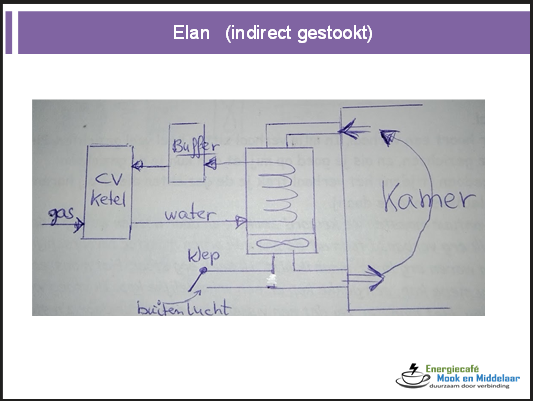 Elan (indirect gestookt)
Buffer
CV
ketel
gas
water
Kamer
klep
buitenlucht
Energiecafé
Mook en Middelaar
duurzaam door verbinding